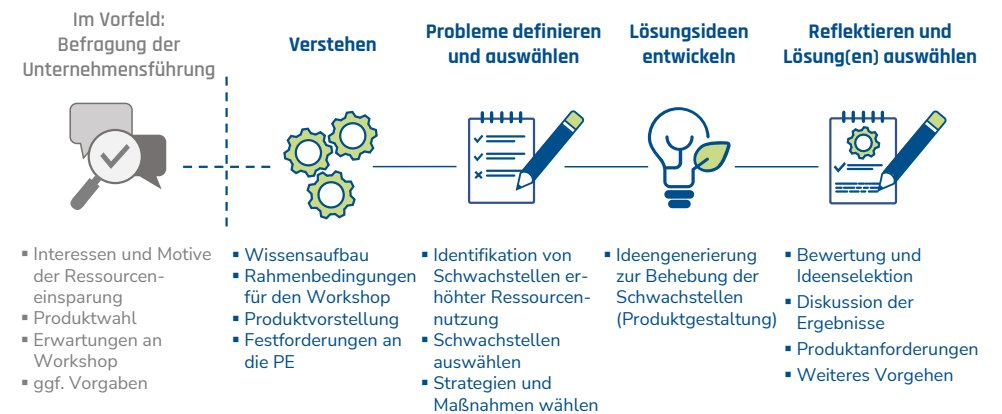 Im Vorfeld:
Befragung der
Unternehmensführung
Verstehen
Probleme definieren
und auswählen
Lösungsideen
entwickeln
Reflektieren und
Lösung(en) auswählen
▪ Interessen und Motive
der Ressourcen-
einsparung
▪ Produktwahl
▪ Erwartungen an
Workshop
▪ ggf. Vorgaben
▪ Wissensaufbau
▪ Rahmenbedingungen
für den Workshop
▪ Produktvorstellung
▪ Festforderungen an
die PE
▪ Identifikation von
Schwachstellen er-
höhter Ressourcen-
nutzung
▪ Schwachstellen
auswählen
▪ Strategien und
Maßnahmen wählen
▪ Ideengenerierung
zur Behebung der
Schwachstellen
(Produktgestaltung)
▪ Bewertung und
Ideenselektion
▪ Diskussion der
Ergebnisse
▪ Produktanforderungen
▪ Weiteres Vorgehen